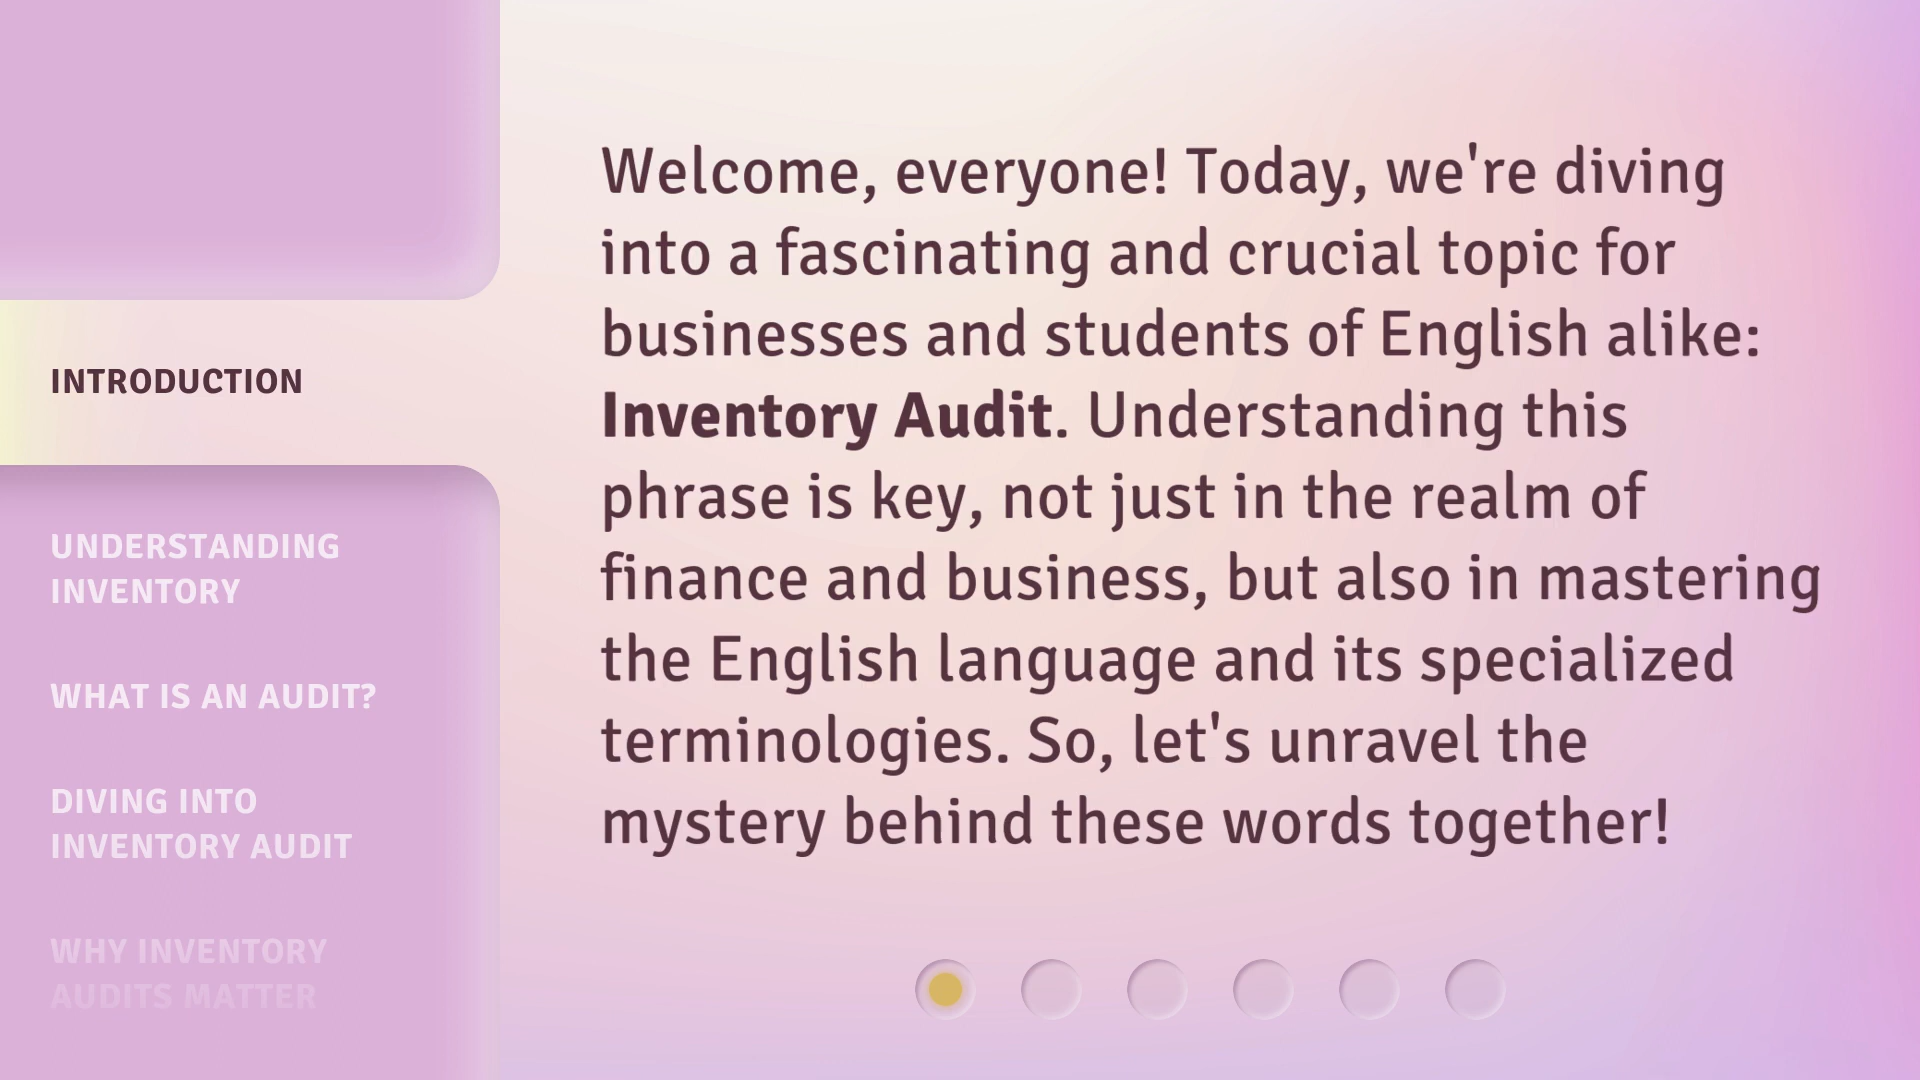 INTRODUCTION
UNDERSTANDING
INVENTORY
WHAT IS AN AUDIT?
DIVING INTO
INVENTORY AUDIT
WHY INVENTORY
AUDITS MATTER
Welcome, everyone! Today, we're diving
into a fascinating and crucial topic for
businesses and students of English alike:
Inventory Audit. Understanding this
phrase is key, not just in the realm of
finance and business, but also in mastering
the English language and its specialized
terminologies. So, let's unravel the
mystery behind these words together!